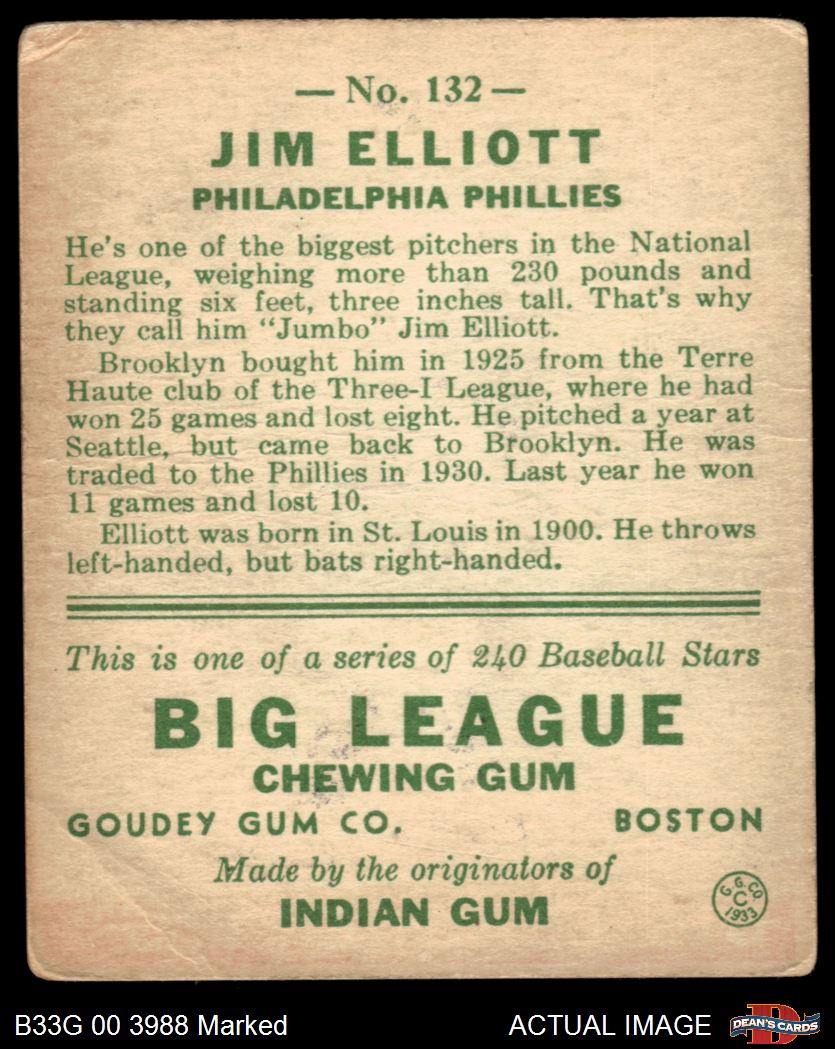 — No. 132 —
JIM ELLIOTT
PHILADELPHIA PHILLIES
He's one of the biggest pitchers in the National
League, weighing more than 230 pounds and
standing six feet, three inches tall. That's why
they call him "Jumbo" Jim Elliott.
Brooklyn bought him in 1925 from the Terre
Haute club of the Three-I League, where he had
won 25 games and lost eight. He pitched a year at
Seattle, but came back to Brooklyn. He was
traded to the Phillies in 1930. Last year he won
11 games and lost 10.
Elliott was born in St. Louis in 1900. He throws
left-handed, but bats right-handed.
This is one of a series of 240 Baseball Stars
BIG LEAGUE
CHEWING GUM
GOUDEY GUM CO. BOSTON
Made by the originators of
INDIAN GUM
G. G. CO
C
1933
B33G 00 3988 Marked
ACTUAL IMAGE
D
DEAN'S CARDS